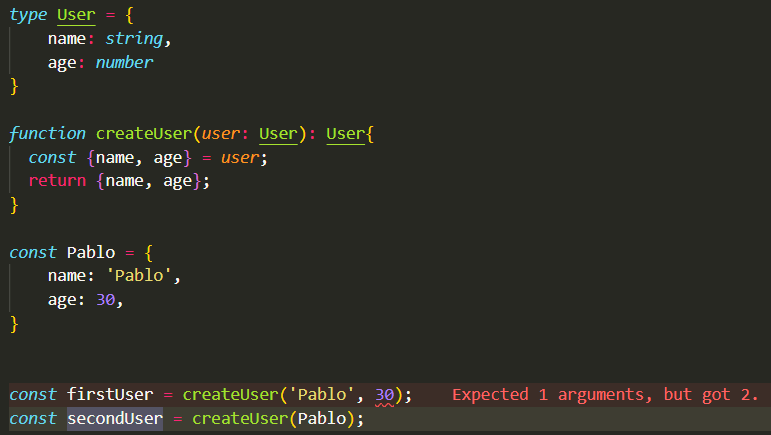 type User = {
    name: string,
    age: number
}
function createUser(user: User): User{
  const {name, age} = user;
  return {name, age};
}
const Pablo = {
    name: 'Pablo',
    age: 30,
}
const firstUser = createUser('Pablo', 30);    Expected 1 arguments, but got 2.
const secondUser = createUser(Pablo);